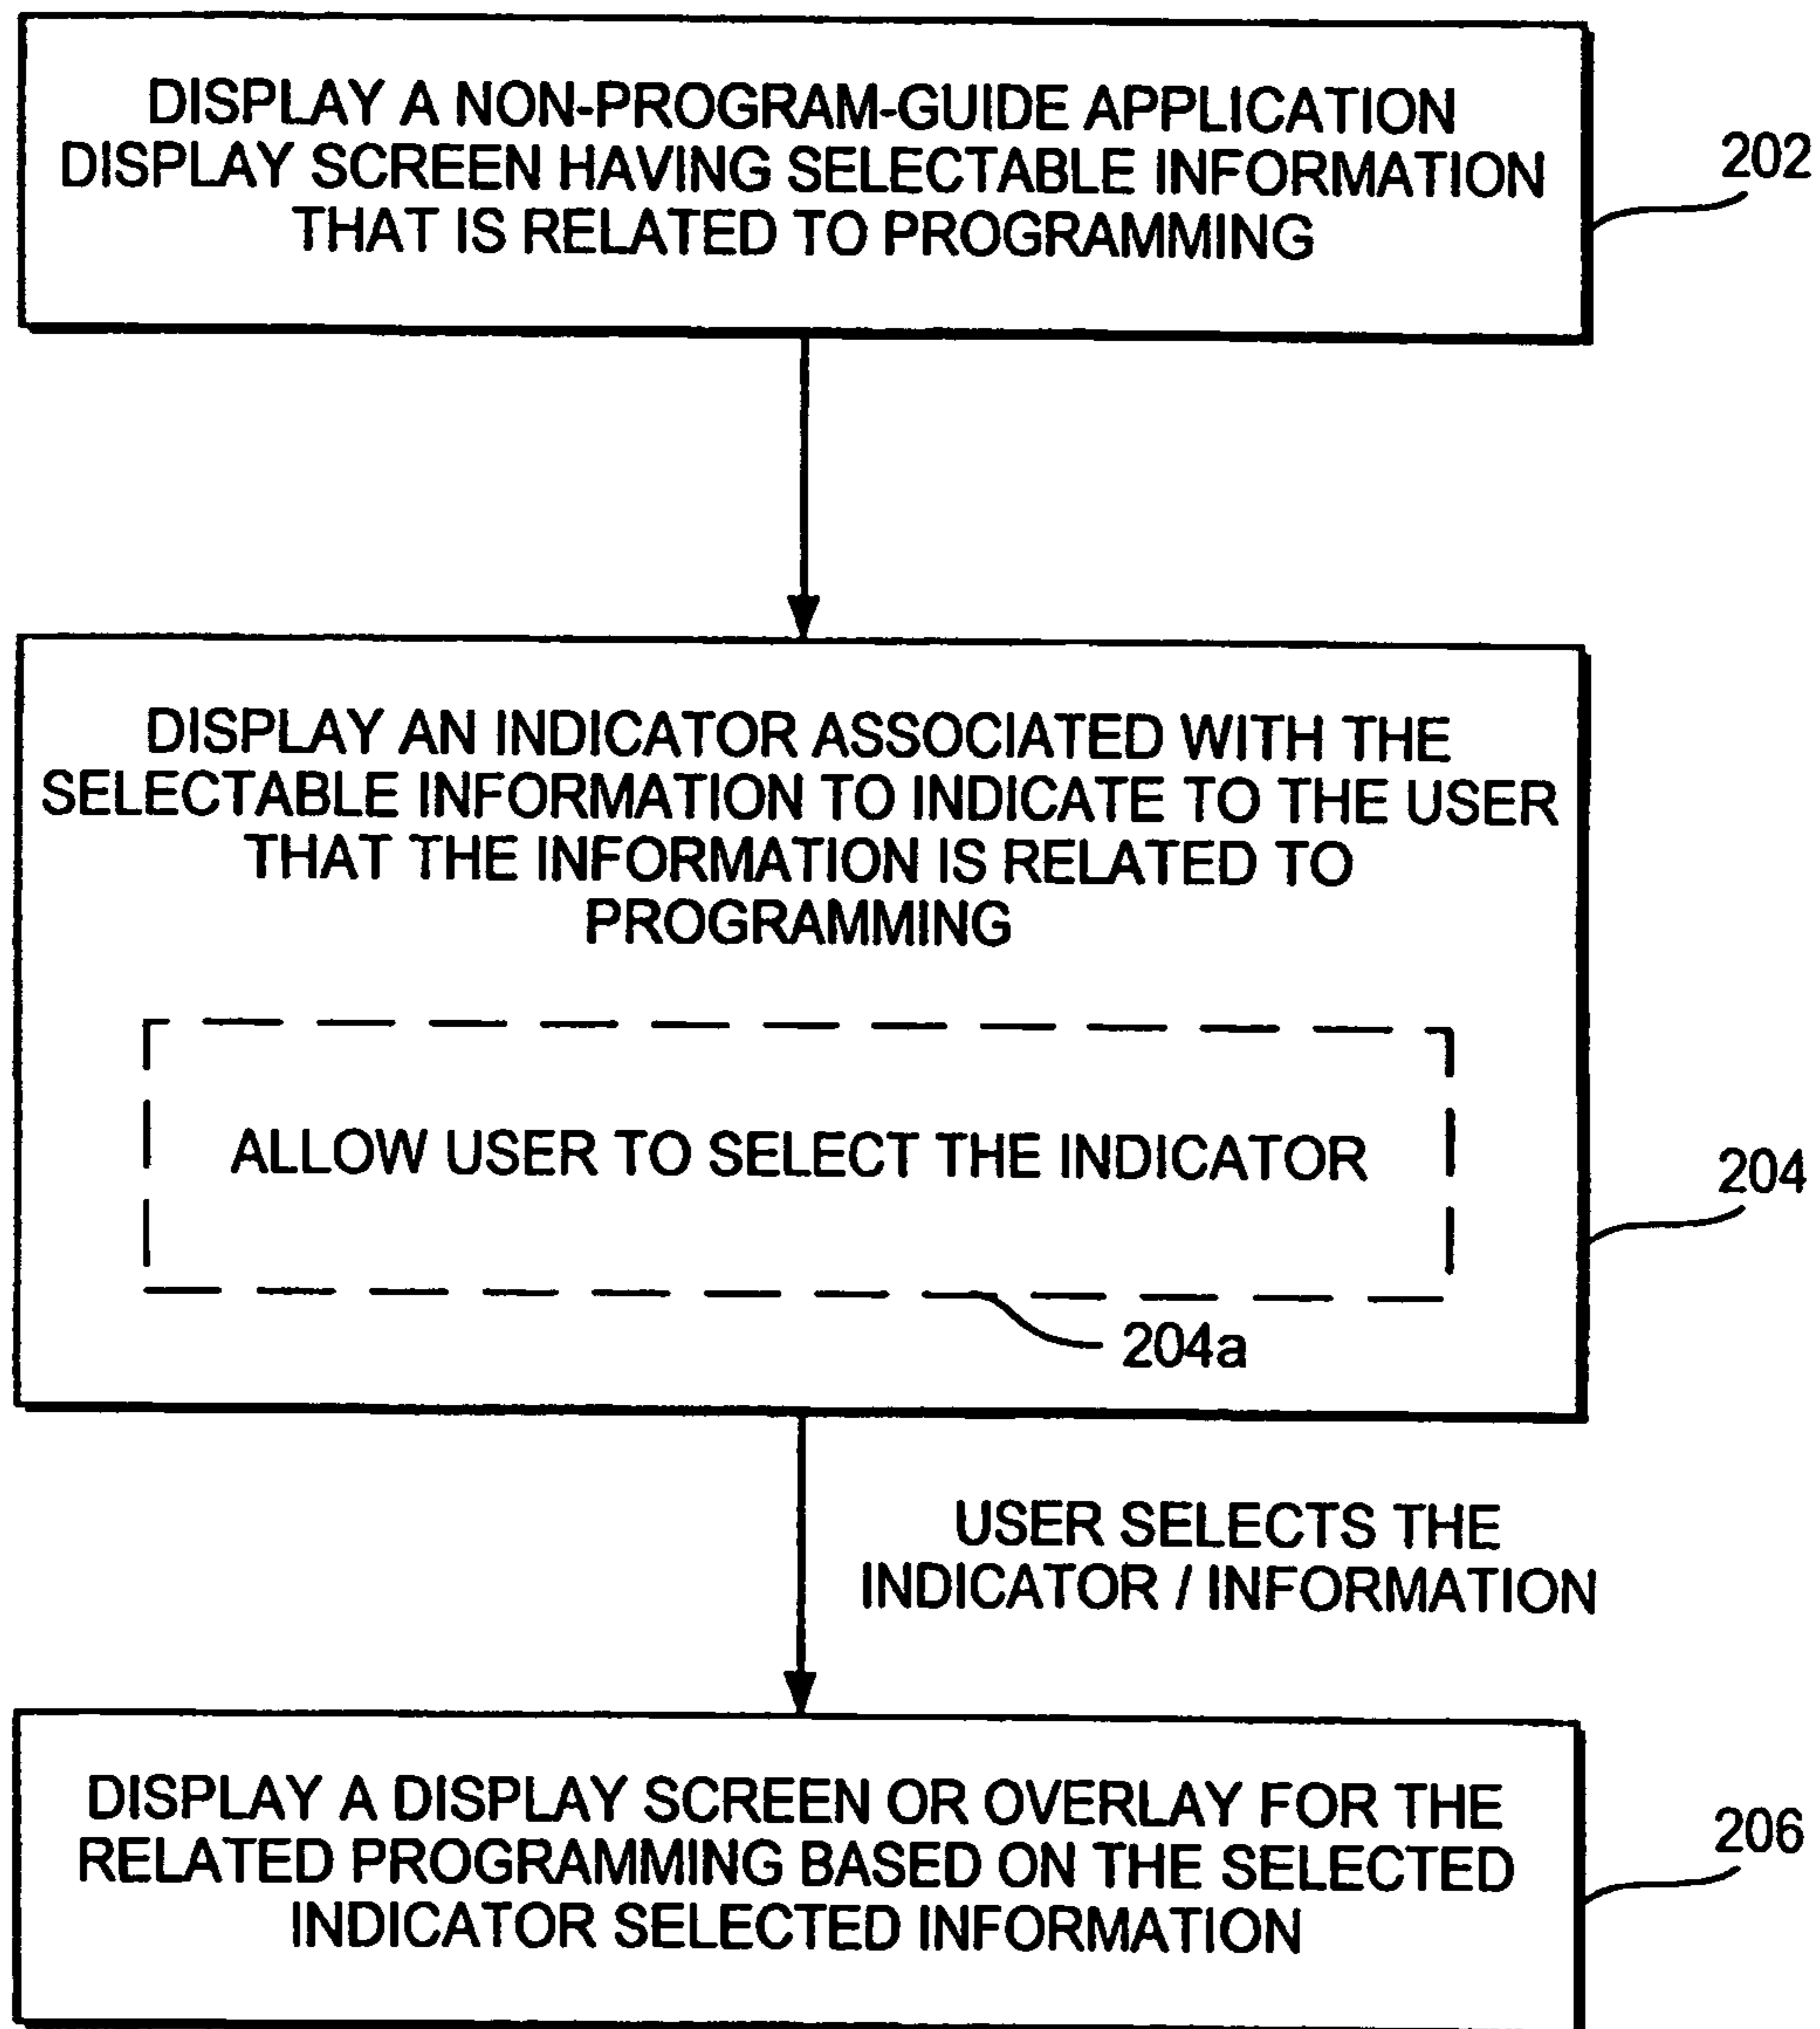 DISPLAY A NON-PROGRAM-GUIDE APPLICATION
DISPLAY SCREEN HAVING SELECTABLE INFORMATION
THAT IS RELATED TO PROGRAMMING
202
DISPLAY AN INDICATOR ASSOCIATED WITH THE
SELECTABLE INFORMATION TO INDICATE TO THE USER
THAT THE INFORMATION IS RELATED TO
PROGRAMMING
ALLOW USER TO SELECT THE INDICATOR
204
204a
USER SELECTS THE
INDICATOR / INFORMATION
DISPLAY A DISPLAY SCREEN OR OVERLAY FOR THE
RELATED PROGRAMMING BASED ON THE SELECTED
INDICATOR SELECTED INFORMATION
206